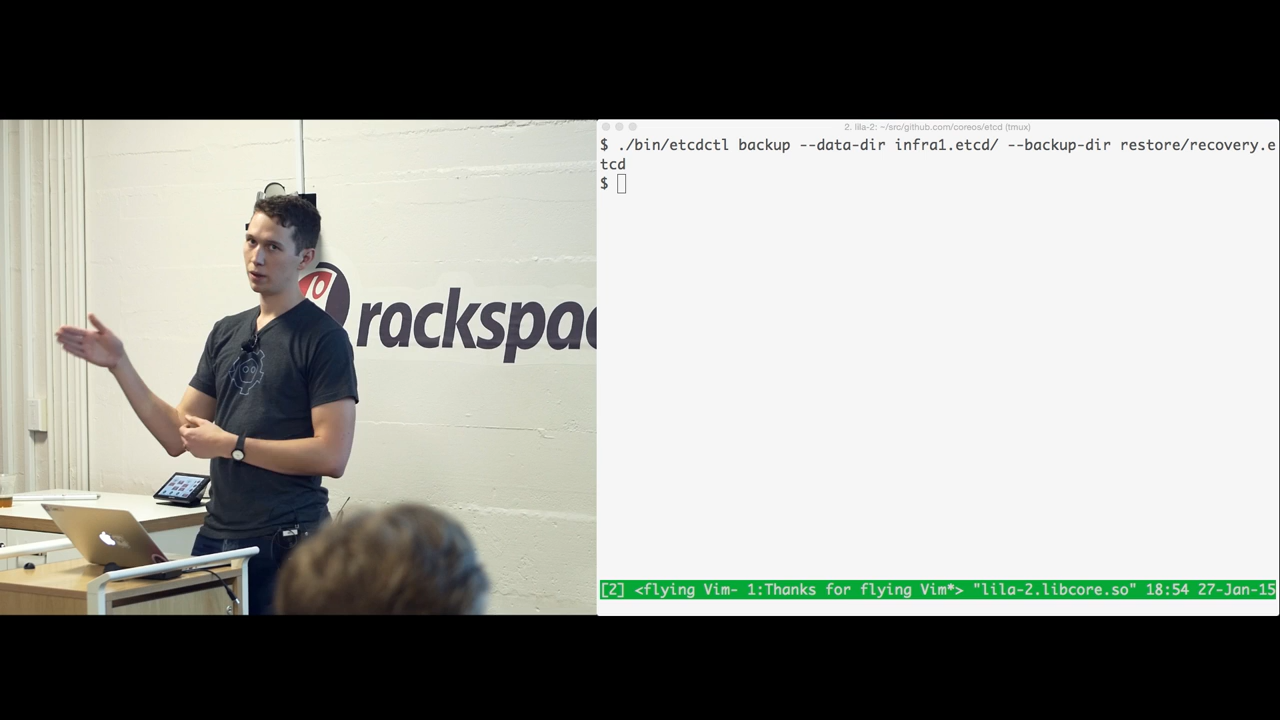 rackspac
2. lila-2: ~/src/github.com/coreos/etcd (tmux)
$ ./bin/etcdctl backup --data-dir infra1.etcd/ --backup-dir restore/recovery.e
tcd
$
[2] <flying Vim- 1:Thanks for flying Vim*> "lila-2.libcore.so" 18:54 27-Jan-15